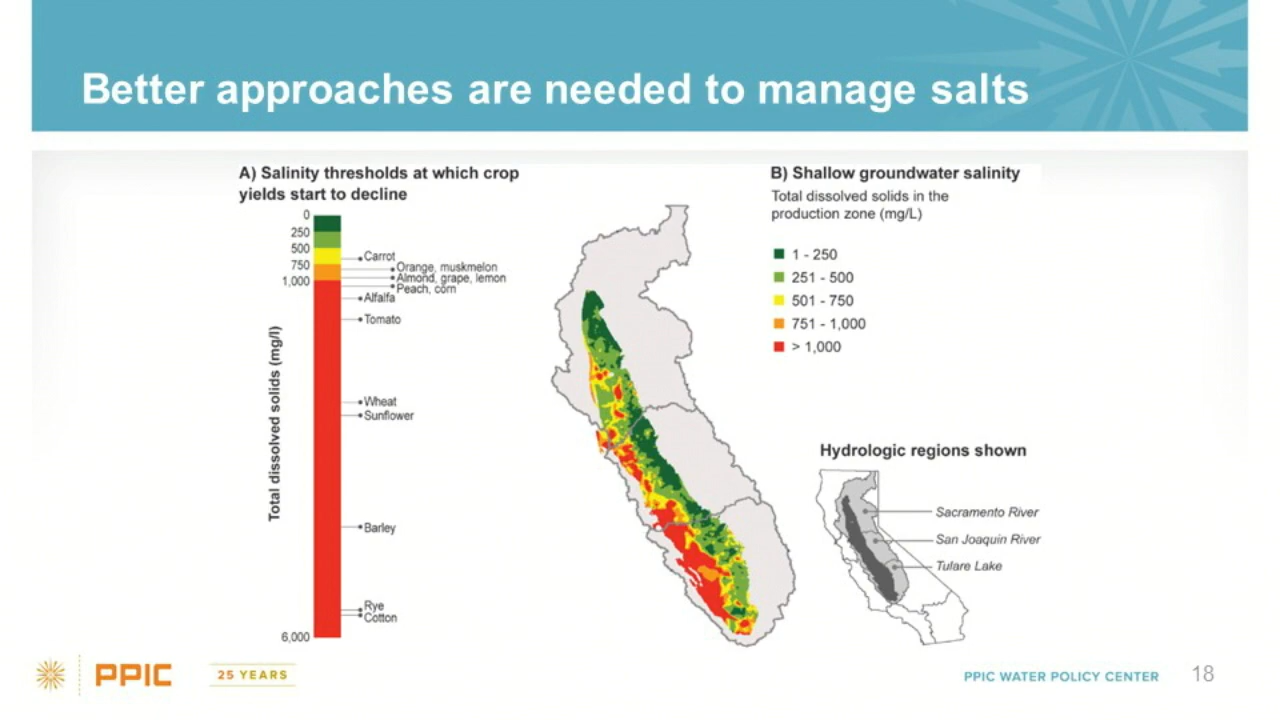 Better approaches are needed to manage salts
A) Salinity thresholds at which crop
yields start to decline
0
250
500
750
1,000
6,000
Total dissolved solids (mg/l)
Carrot
Orange, muskmelon
Almond, grape, lemon
Peach, corn
Alfalfa
Tomato
Wheat
Sunflower
Barley
Rye
Cotton
B) Shallow groundwater salinity
Total dissolved solids in the
production zone (mg/L)
1 - 250
251 - 500
501 - 750
751 - 1,000
> 1,000
Hydrologic regions shown
Sacramento River
San Joaquin River
Tulare Lake
PPIC
25 YEARS
PPIC WATER POLICY CENTER
18